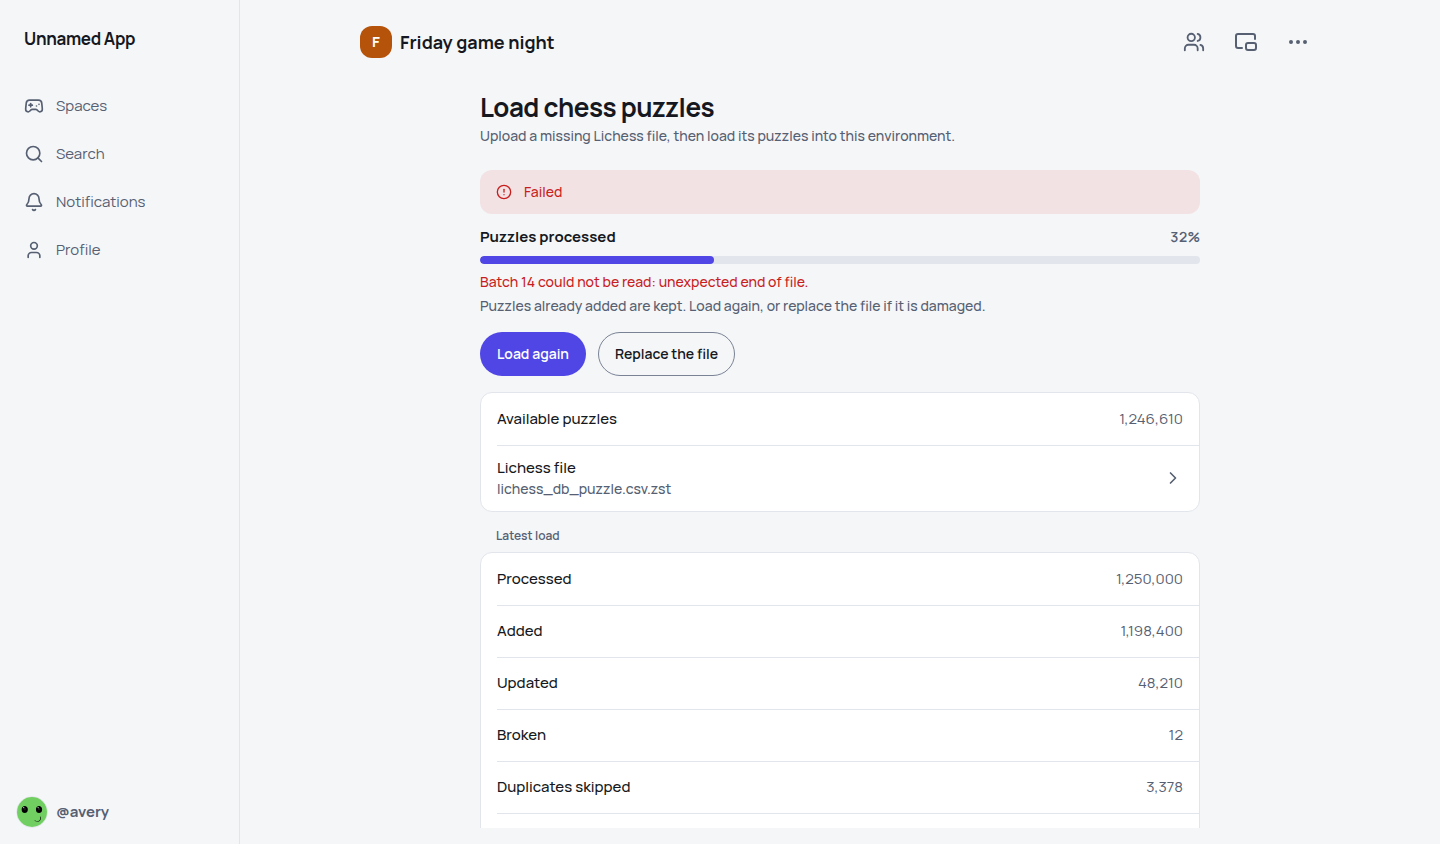 Unnamed App
Spaces
Search
Notifications
Profile
@avery
F
Friday game night
Load chess puzzles
Upload a missing Lichess file, then load its puzzles into this environment.
Failed
Puzzles processed 32%
Batch 14 could not be read: unexpected end of file.
Puzzles already added are kept. Load again, or replace the file if it is damaged.
Load again
Replace the file
Available puzzles 1,246,610
Lichess file
lichess_db_puzzle.csv.zst
Latest load
Processed 1,250,000
Added 1,198,400
Updated 48,210
Broken 12
Duplicates skipped 3,378